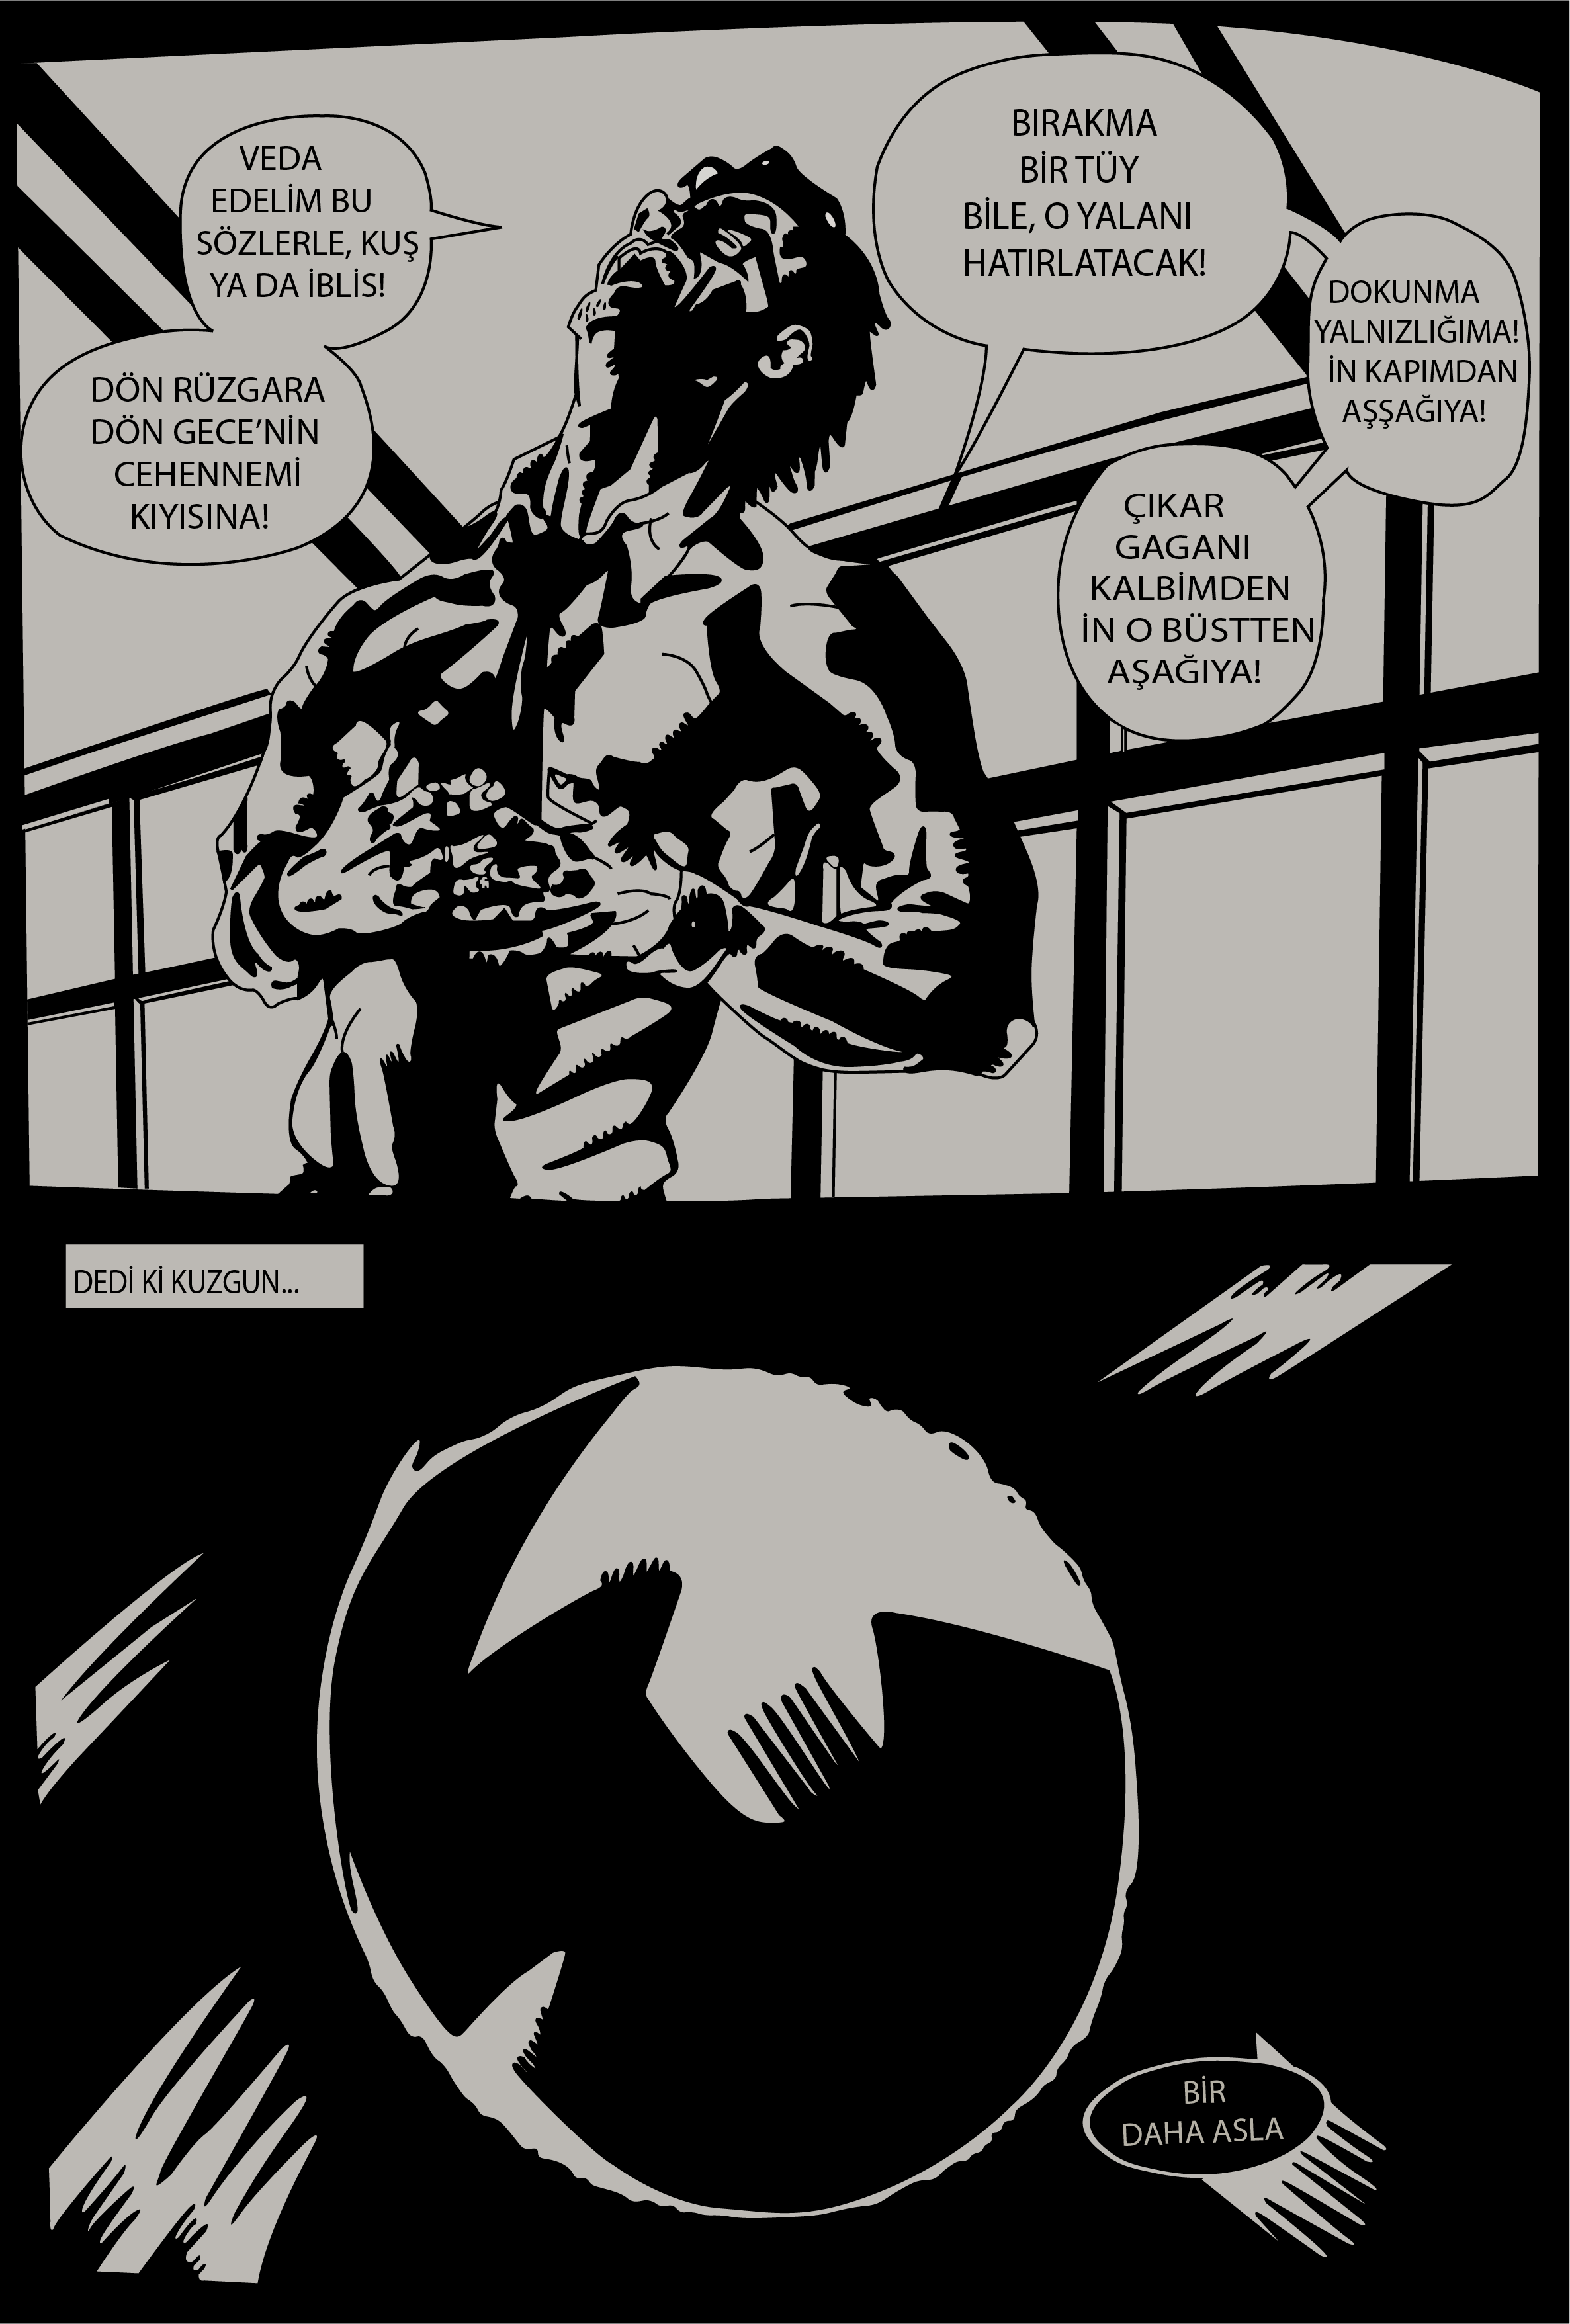 VEDA
EDELİM BU
SÖZLERLE, KUŞ
YA DA İBLİS!
DÖN RÜZGARA
DÖN GECE’NİN
CEHENNEMİ
KIYISINA!
BIRAKMA
BİR TÜY
BİLE, O YALANI
HATIRLATACAK!
DOKUNMA
YALNIZLIĞIMA!
İN KAPIMDAN
AŞŞAĞIYA!
ÇIKAR
GAGANI
KALBİMDEN
İN O BÜSTTEN
AŞAĞIYA!
DEDİ Kİ KUZGUN...
BİR
DAHA ASLA